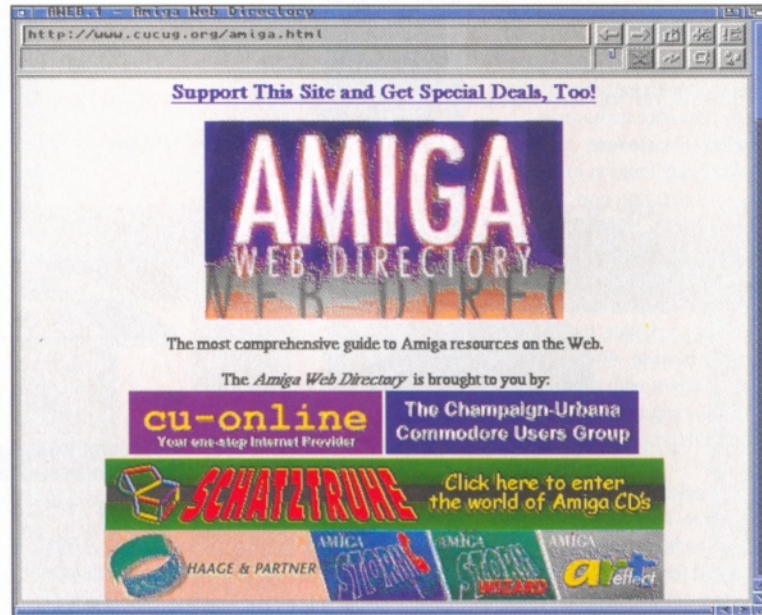 AWEB.1 - Amiga Web Directory
http://www.cucug.org/amiga.html
Support This Site and Get Special Deals, Too!
AMIGA
WEB DIRECTORY
WEB DIREC
The most comprehensive guide to Amiga resources on the Web.
The Amiga Web Directory is brought to you by:
cu-online
Your one-stop Internet Provider
The Champaign-Urbana
Commodore Users Group
SCHATZTRUHE
Click here to enter
the world of Amiga CD's
HAAGE & PARTNER
AMIGA
STORM C
AMIGA
STORM
WIZARD
AMIGA
art
effect